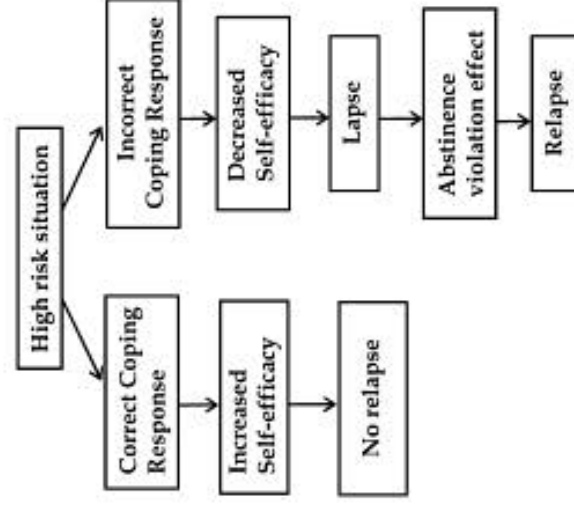 High risk situation
Correct Coping
Response
Increased
Self-efficacy
No relapse
Incorrect
Coping Response
Decreased
Self-efficacy
Lapse
Abstinence
violation effect
Relapse